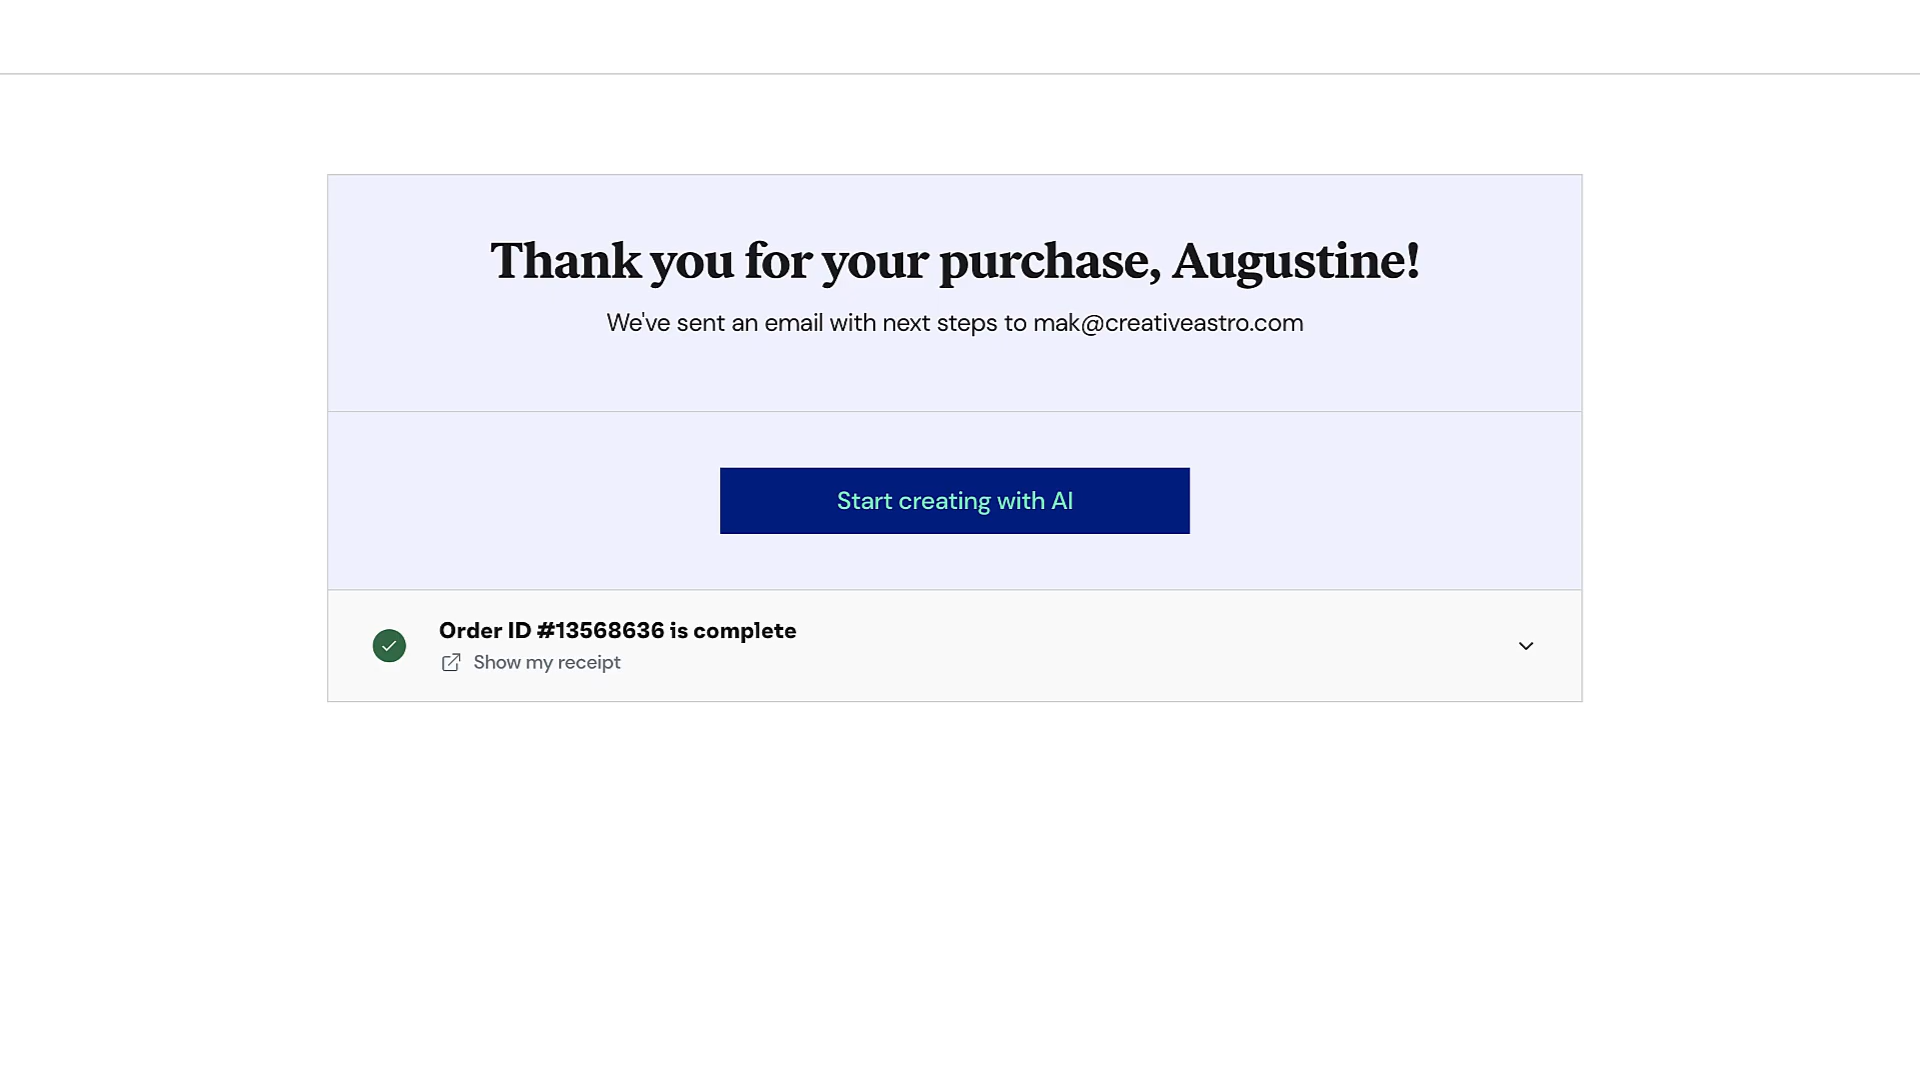 Thank you for your purchase, Augustine!
We've sent an email with next steps to mak@creativeastro.com
Start creating with AI
Order ID #13568636 is complete
Show my receipt